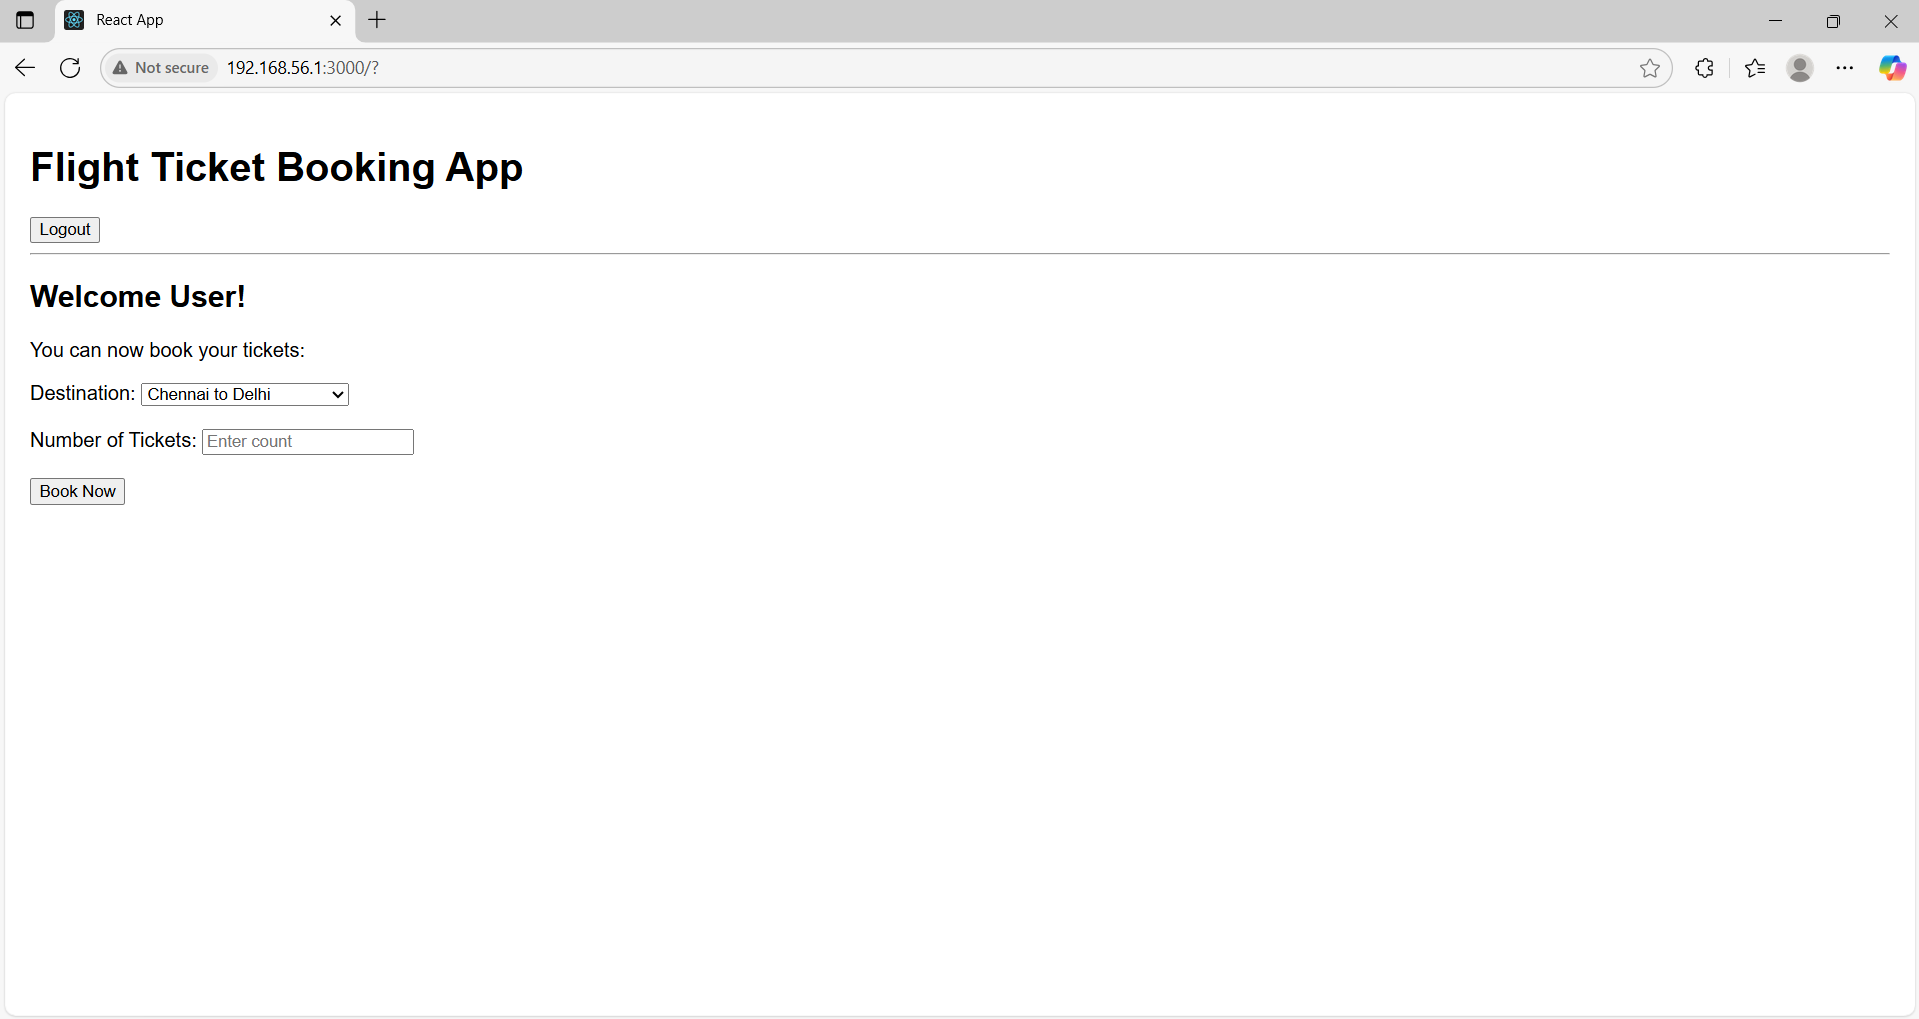 React App
Not secure 192.168.56.1:3000/?
Flight Ticket Booking App
Logout
Welcome User!
You can now book your tickets:
Destination: Chennai to Delhi
Number of Tickets: Enter count
Book Now